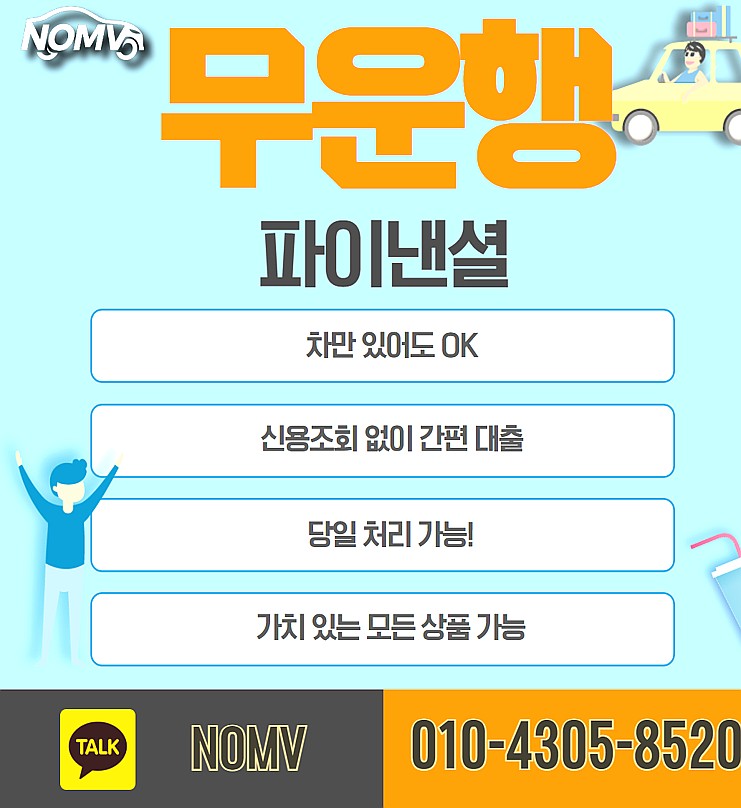 NOMV
무운행
파이낸셜
차만 있어도 OK
신용조회 없이 간편 대출
당일 처리 가능!
가치 있는 모든 상품 가능
TALK
NOMV
010-4305-8520